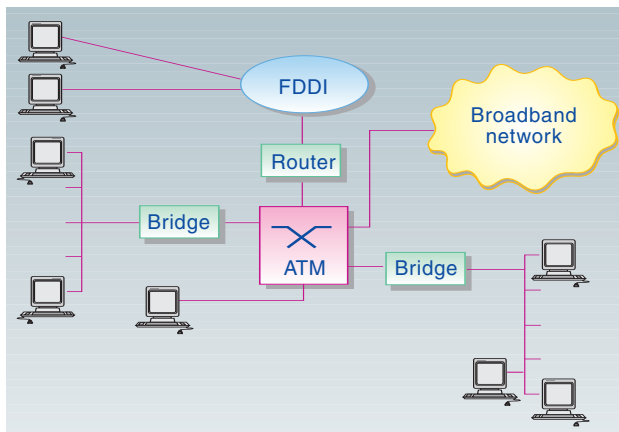 FDDI
Broadband
network
Router
Bridge
ATM
Bridge